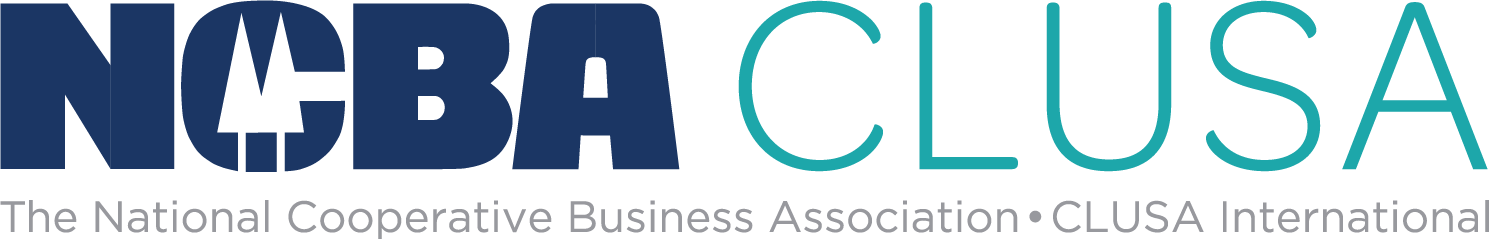 NCBA CLUSA
The National Cooperative Business Association • CLUSA International